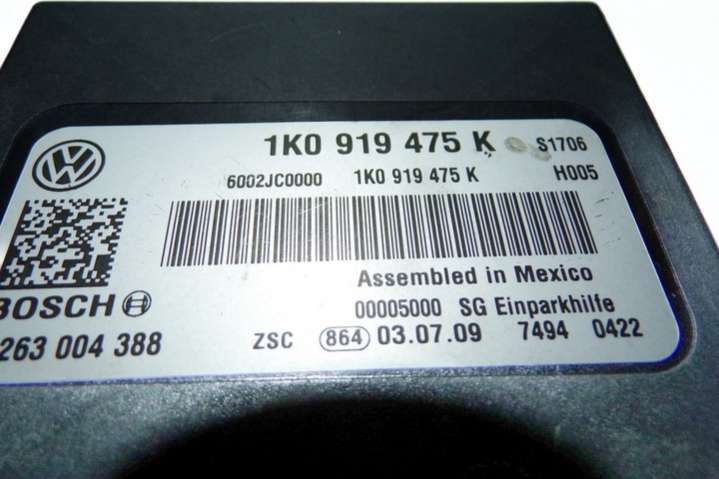 1K0 919 475 K S1706
6002JC0000 1K0 919 475 K H005
Assembled in Mexico
BOSCH 00005000 SG Einparkhilfe
263 004 388 ZSC 864 03.07.09 7494 0422